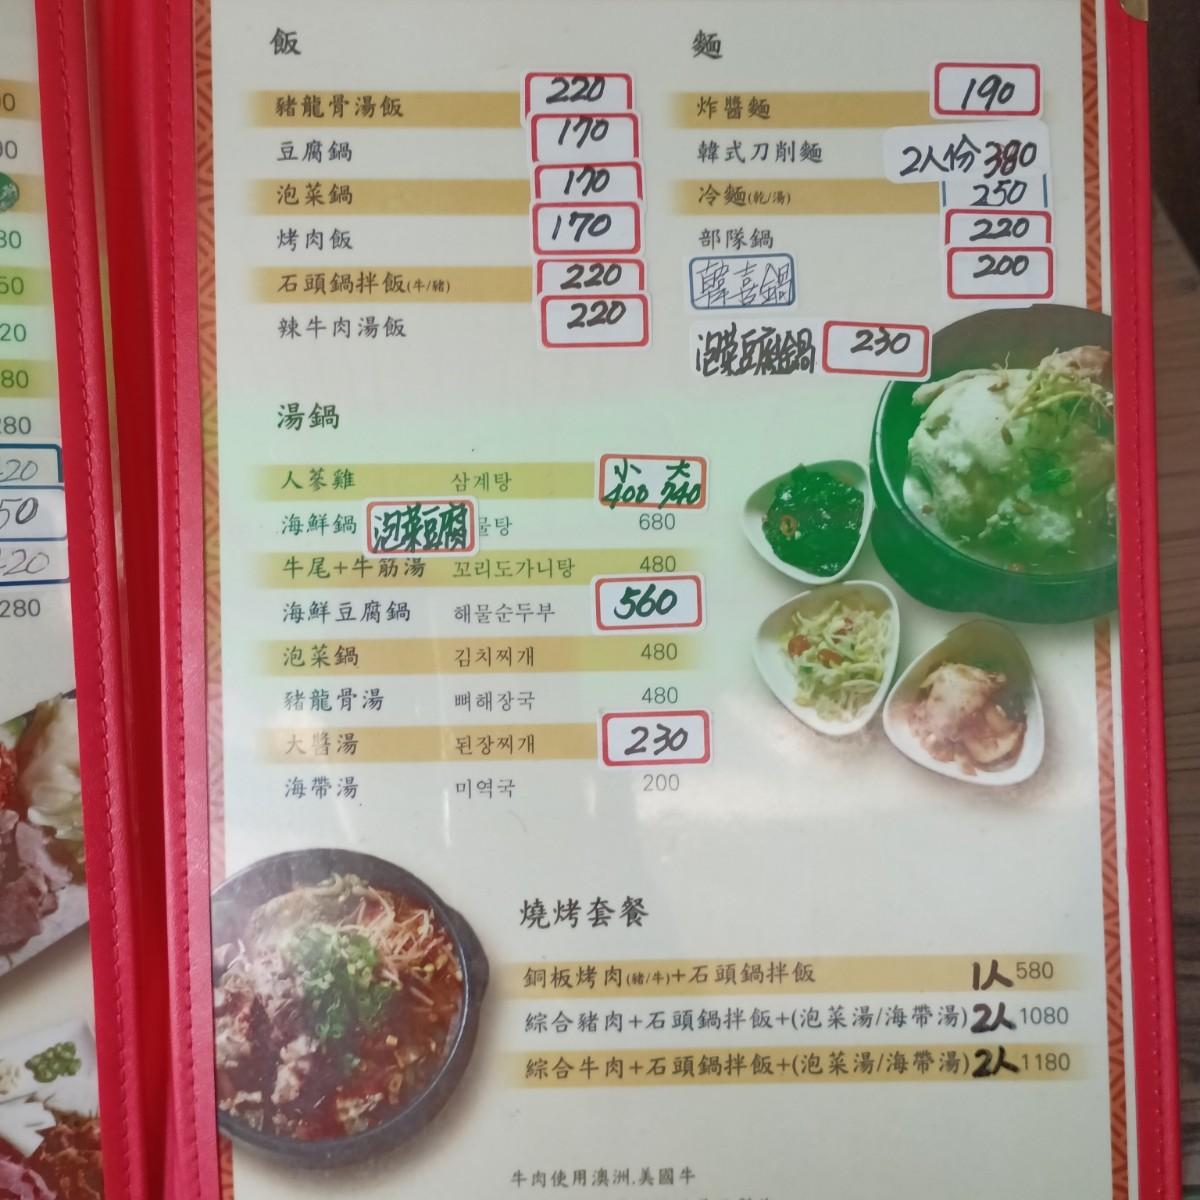 飯
豬龍骨湯飯 220
豆腐鍋 170
泡菜鍋 170
烤肉飯 170
石頭鍋拌飯(牛/豬) 220
辣牛肉湯飯 220
麵
炸醬麵 190
韓式刀削麵 2人份 380
冷麵(乾/湯) 250
部隊鍋 220
韓喜鍋 200
泡菜豆腐鍋 230
湯鍋
人蔘雞 삼계탕 小400 大740
海鮮鍋 泡菜豆腐 물탕 680
牛尾+牛筋湯 꼬리도가니탕 480
海鮮豆腐鍋 해물순두부 560
泡菜鍋 김치찌개 480
豬龍骨湯 뼈해장국 480
大醬湯 된장찌개 230
海帶湯 미역국 200
燒烤套餐
銅板烤肉(豬/牛)+石頭鍋拌飯 1人 580
綜合豬肉+石頭鍋拌飯+(泡菜湯/海帶湯) 2人 1080
綜合牛肉+石頭鍋拌飯+(泡菜湯/海帶湯) 2人 1180
牛肉使用澳洲.美國牛